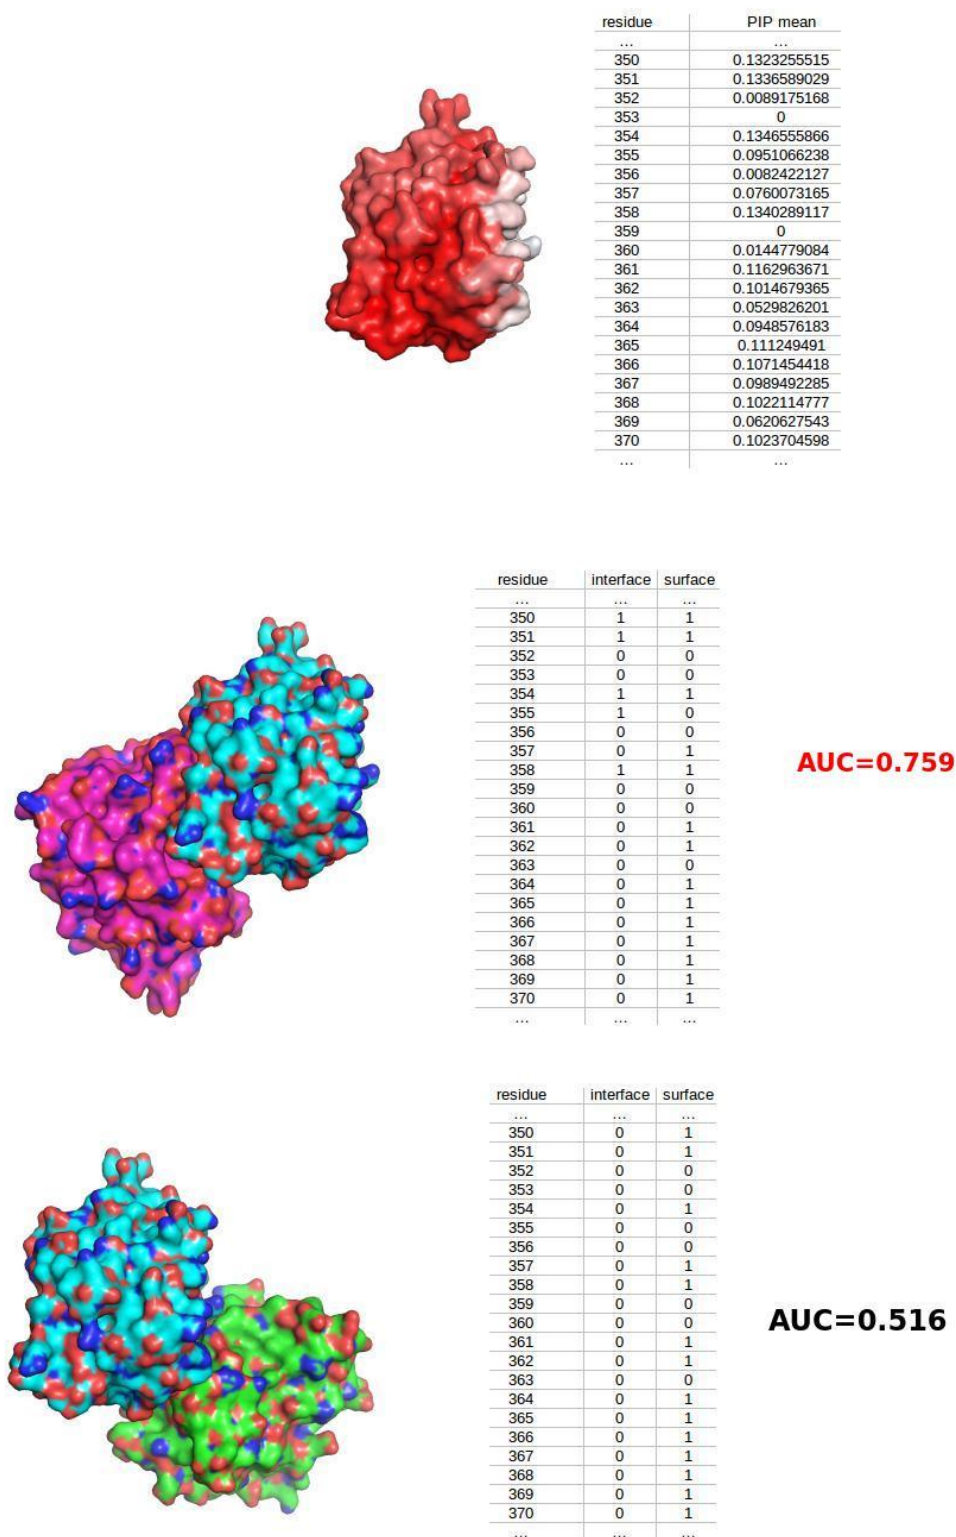 residue PIP mean
... ...
350 0.1323255515
351 0.1336589029
352 0.0089175168
353 0
354 0.1346555866
355 0.0951066238
356 0.0082422127
357 0.0760073165
358 0.1340289117
359 0
360 0.0144779084
361 0.1162963671
362 0.1014679365
363 0.0529826201
364 0.0948576183
365 0.111249491
366 0.1071454418
367 0.0989492285
368 0.1022114777
369 0.0620627543
370 0.1023704598
... ...
residue interface surface
... ... ...
350 1 1
351 1 1
352 0 0
353 0 0
354 1 1
355 1 0
356 0 0
357 0 1
358 1 1
359 0 0
360 0 0
361 0 1
362 0 1
363 0 0
364 0 1
365 0 1
366 0 1
367 0 1
368 0 1
369 0 1
370 0 1
... ... ...
AUC=0.759
residue interface surface
... ... ...
350 0 1
351 0 1
352 0 0
353 0 0
354 0 1
355 0 0
356 0 0
357 0 1
358 0 1
359 0 0
360 0 0
361 0 1
362 0 1
363 0 0
364 0 1
365 0 1
366 0 1
367 0 1
368 0 1
369 0 1
370 0 1
... ... ...
AUC=0.516